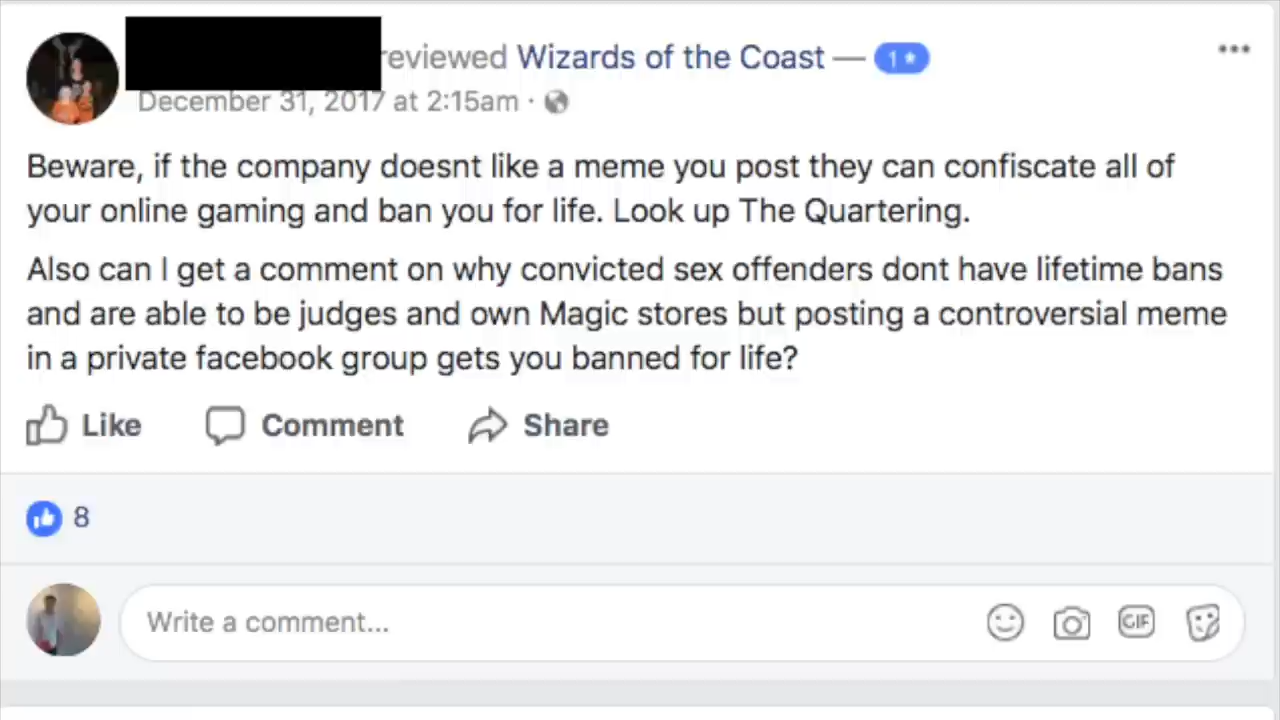 reviewed Wizards of the Coast — 1★
December 31, 2017 at 2:15am ·
Beware, if the company doesnt like a meme you post they can confiscate all of
your online gaming and ban you for life. Look up The Quartering.
Also can I get a comment on why convicted sex offenders dont have lifetime bans
and are able to be judges and own Magic stores but posting a controversial meme
in a private facebook group gets you banned for life?
Like Comment Share
8
Write a comment... GIF